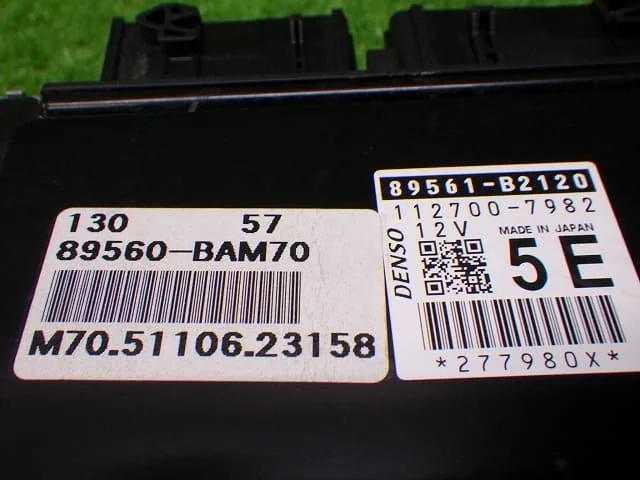 130 57
89560-BAM70
M70.51106.23158
89561-B2120
112700-7982
DENSO
12V
MADE IN JAPAN
5E
*277980X*